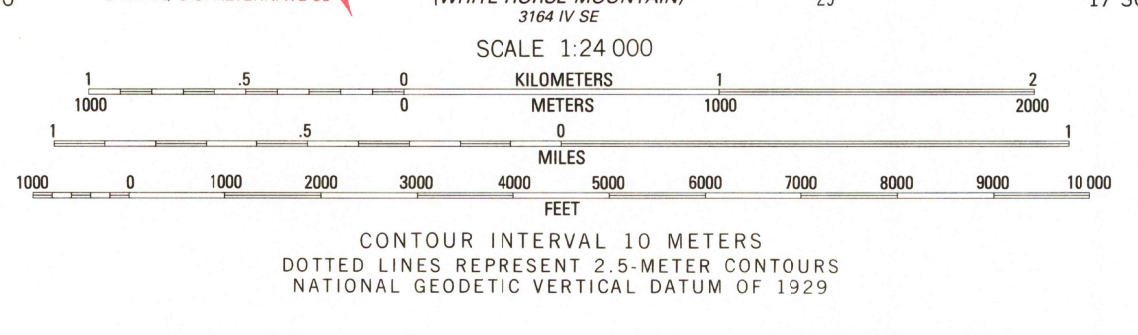 (WHITE HORSE MOUNTAIN)
3164 IV SE
SCALE 1:24 000
1 .5 0 KILOMETERS 1 2
1000 0 METERS 1000 2000
1 .5 0 1
MILES
1000 0 1000 2000 3000 4000 5000 6000 7000 8000 9000 10 000
FEET
CONTOUR INTERVAL 10 METERS
DOTTED LINES REPRESENT 2.5-METER CONTOURS
NATIONAL GEODETIC VERTICAL DATUM OF 1929